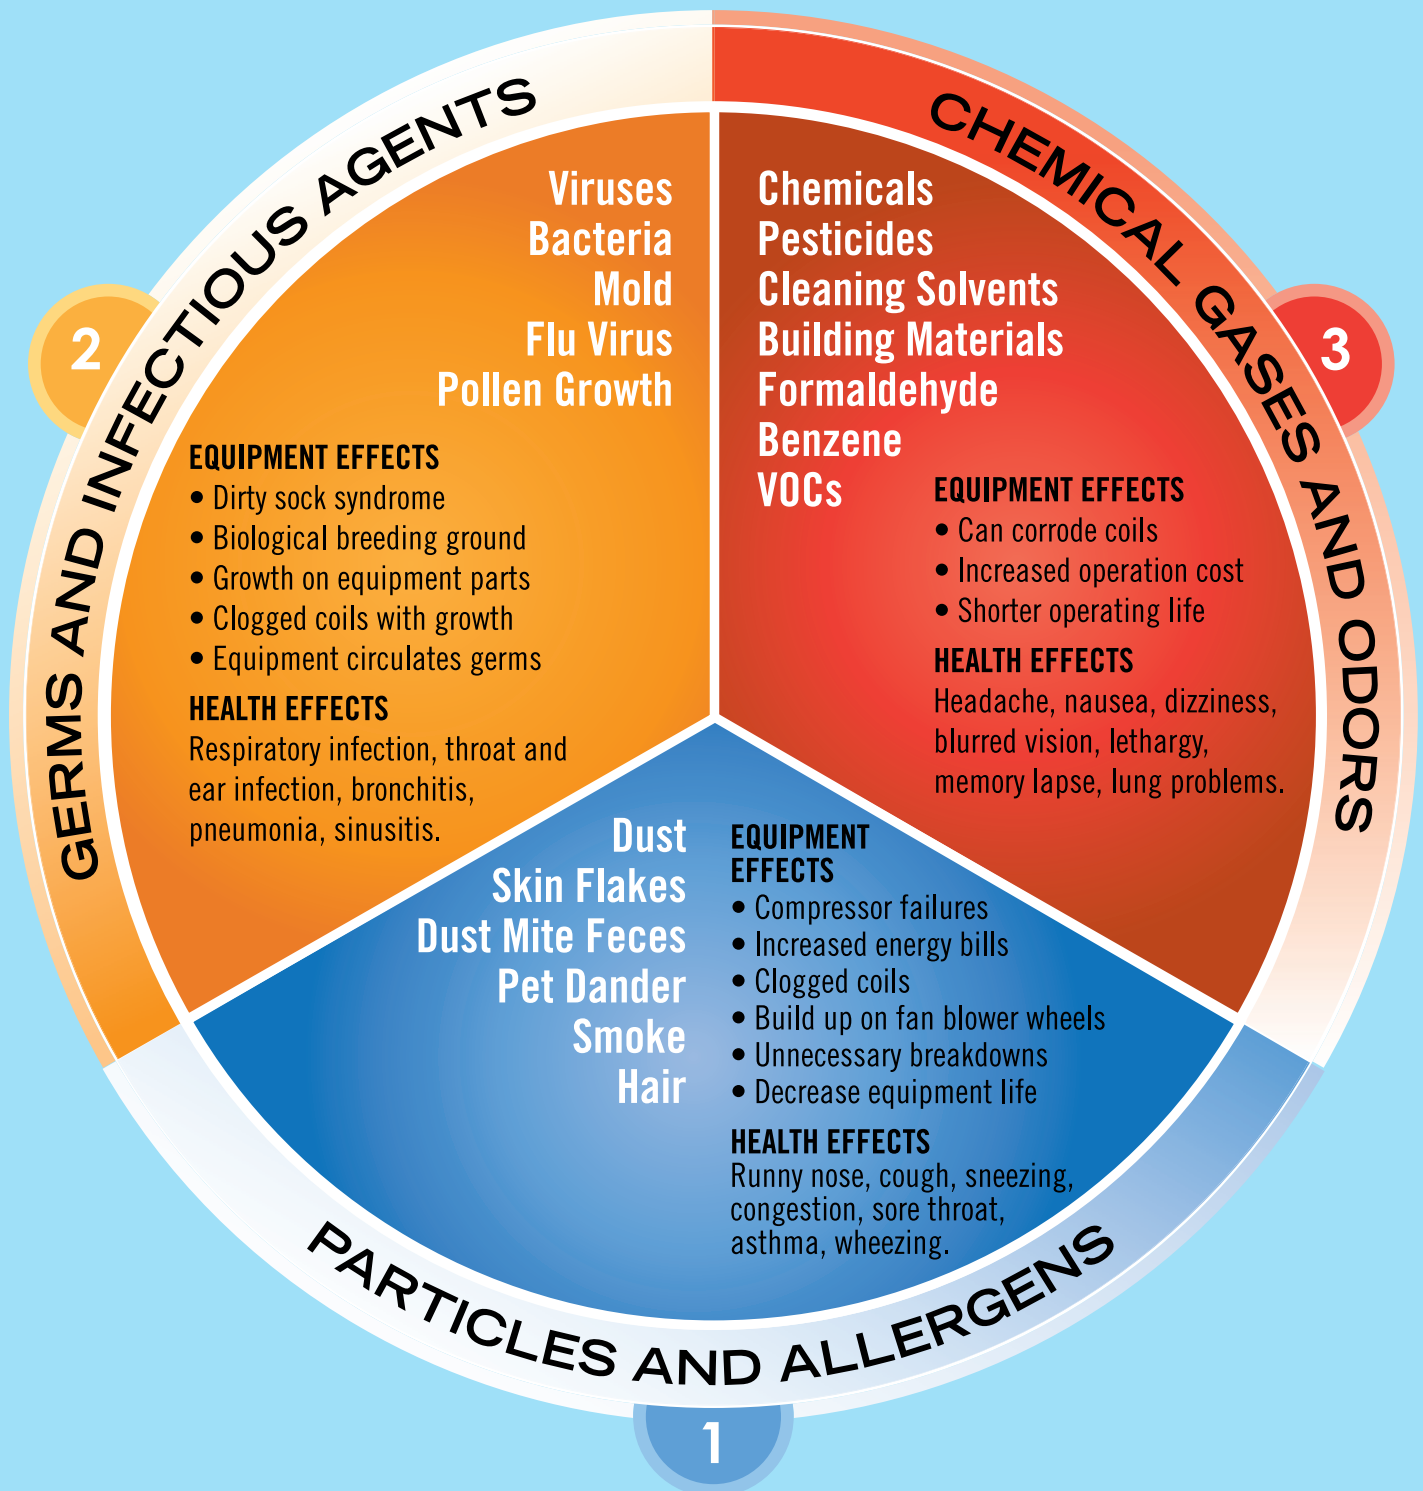 GERMS AND INFECTIOUS AGENTS
2
Viruses
Bacteria
Mold
Flu Virus
Pollen Growth
EQUIPMENT EFFECTS
• Dirty sock syndrome
• Biological breeding ground
• Growth on equipment parts
• Clogged coils with growth
• Equipment circulates germs
HEALTH EFFECTS
Respiratory infection, throat and
ear infection, bronchitis,
pneumonia, sinusitis.
CHEMICAL GASES AND ODORS
3
Chemicals
Pesticides
Cleaning Solvents
Building Materials
Formaldehyde
Benzene
VOCs
EQUIPMENT EFFECTS
• Can corrode coils
• Increased operation cost
• Shorter operating life
HEALTH EFFECTS
Headache, nausea, dizziness,
blurred vision, lethargy,
memory lapse, lung problems.
Dust
Skin Flakes
Dust Mite Feces
Pet Dander
Smoke
Hair
EQUIPMENT
EFFECTS
• Compressor failures
• Increased energy bills
• Clogged coils
• Build up on fan blower wheels
• Unnecessary breakdowns
• Decrease equipment life
HEALTH EFFECTS
Runny nose, cough, sneezing,
congestion, sore throat,
asthma, wheezing.
PARTICLES AND ALLERGENS
1